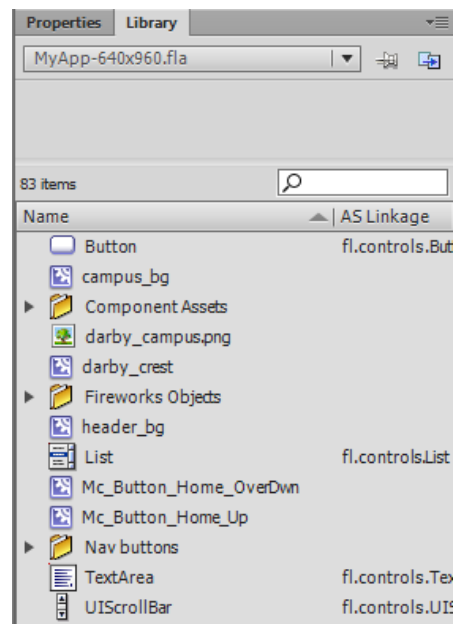 Properties Library
MyApp-640x960.fla
83 items
Name AS Linkage
Button fl.controls.But
campus_bg
Component Assets
darby_campus.png
darby_crest
Fireworks Objects
header_bg
List fl.controls.List
Mc_Button_Home_OverDwn
Mc_Button_Home_Up
Nav buttons
TextArea fl.controls.Tex
UIScrollBar fl.controls.UIS